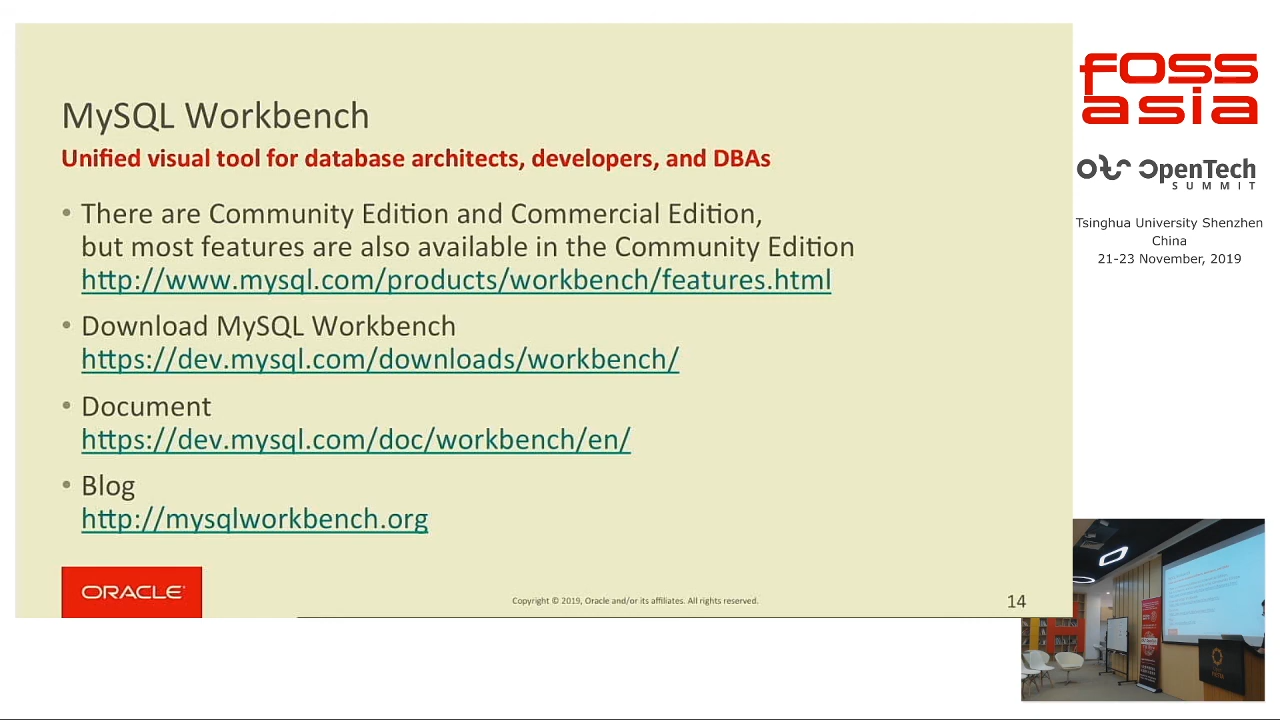 MySQL Workbench
Unified visual tool for database architects, developers, and DBAs
• There are Community Edition and Commercial Edition,
but most features are also available in the Community Edition
http://www.mysql.com/products/workbench/features.html
• Download MySQL Workbench
https://dev.mysql.com/downloads/workbench/
• Document
https://dev.mysql.com/doc/workbench/en/
• Blog
http://mysqlworkbench.org
ORACLE
Copyright © 2019, Oracle and/or its affiliates. All rights reserved.
14
FOSS
asia
OpenTech
SUMMIT
Tsinghua University Shenzhen
China
21-23 November, 2019